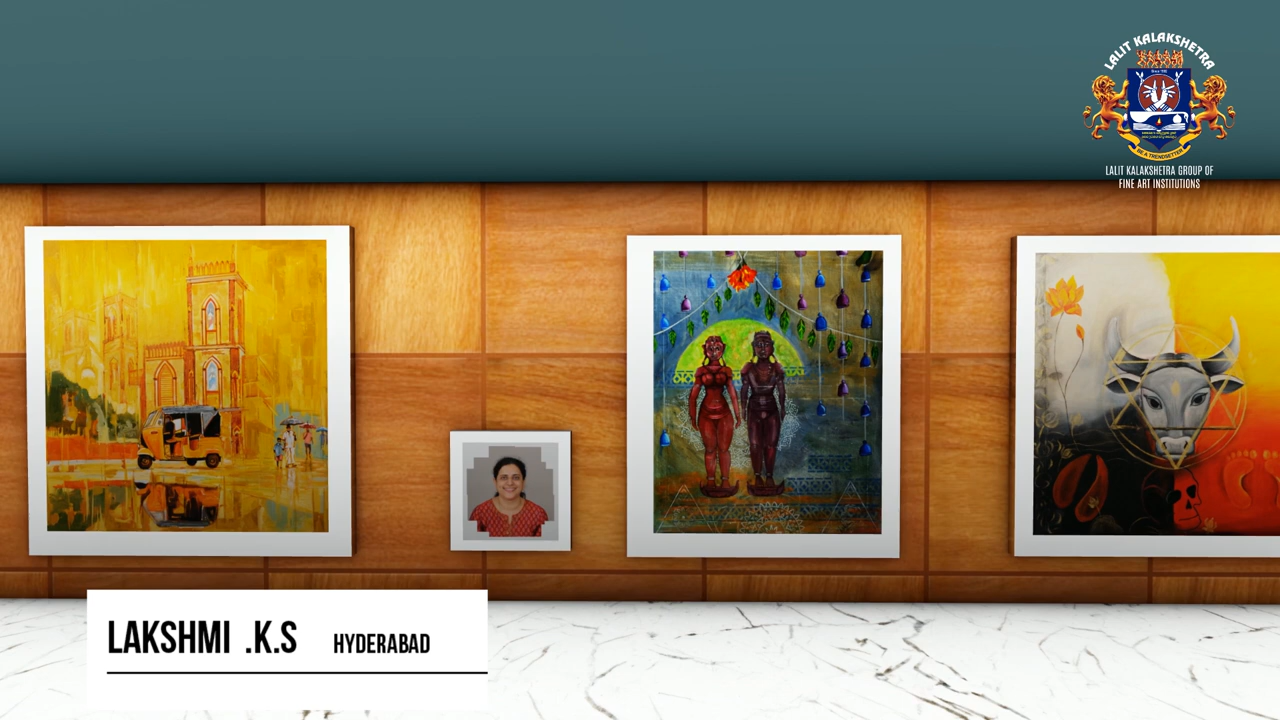 LALIT KALAKSHETRA
BE A TRENDSETTER
LALIT KALAKSHETRA GROUP OF
FINE ART INSTITUTIONS
LAKSHMI .K.S HYDERABAD